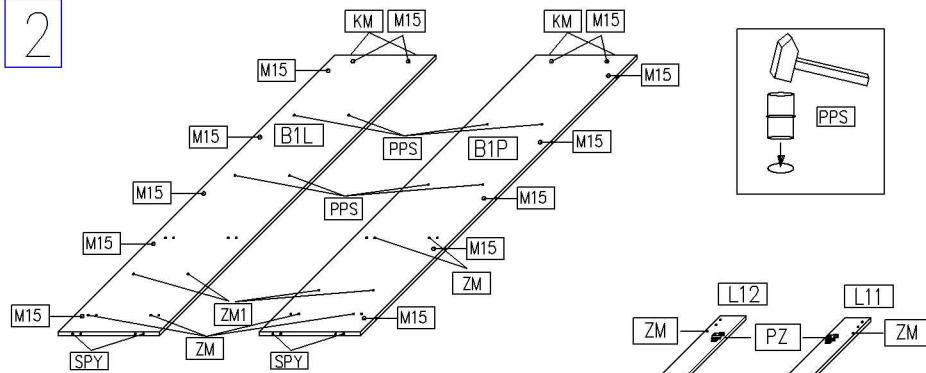 2
KM M15 KM M15
M15 M15
M15 B1L PPS B1P M15
PPS
M15 PPS M15
M15 M15
ZM
ZM1
M15 ZM M15
SPY SPY
L12 L11
ZM PZ ZM